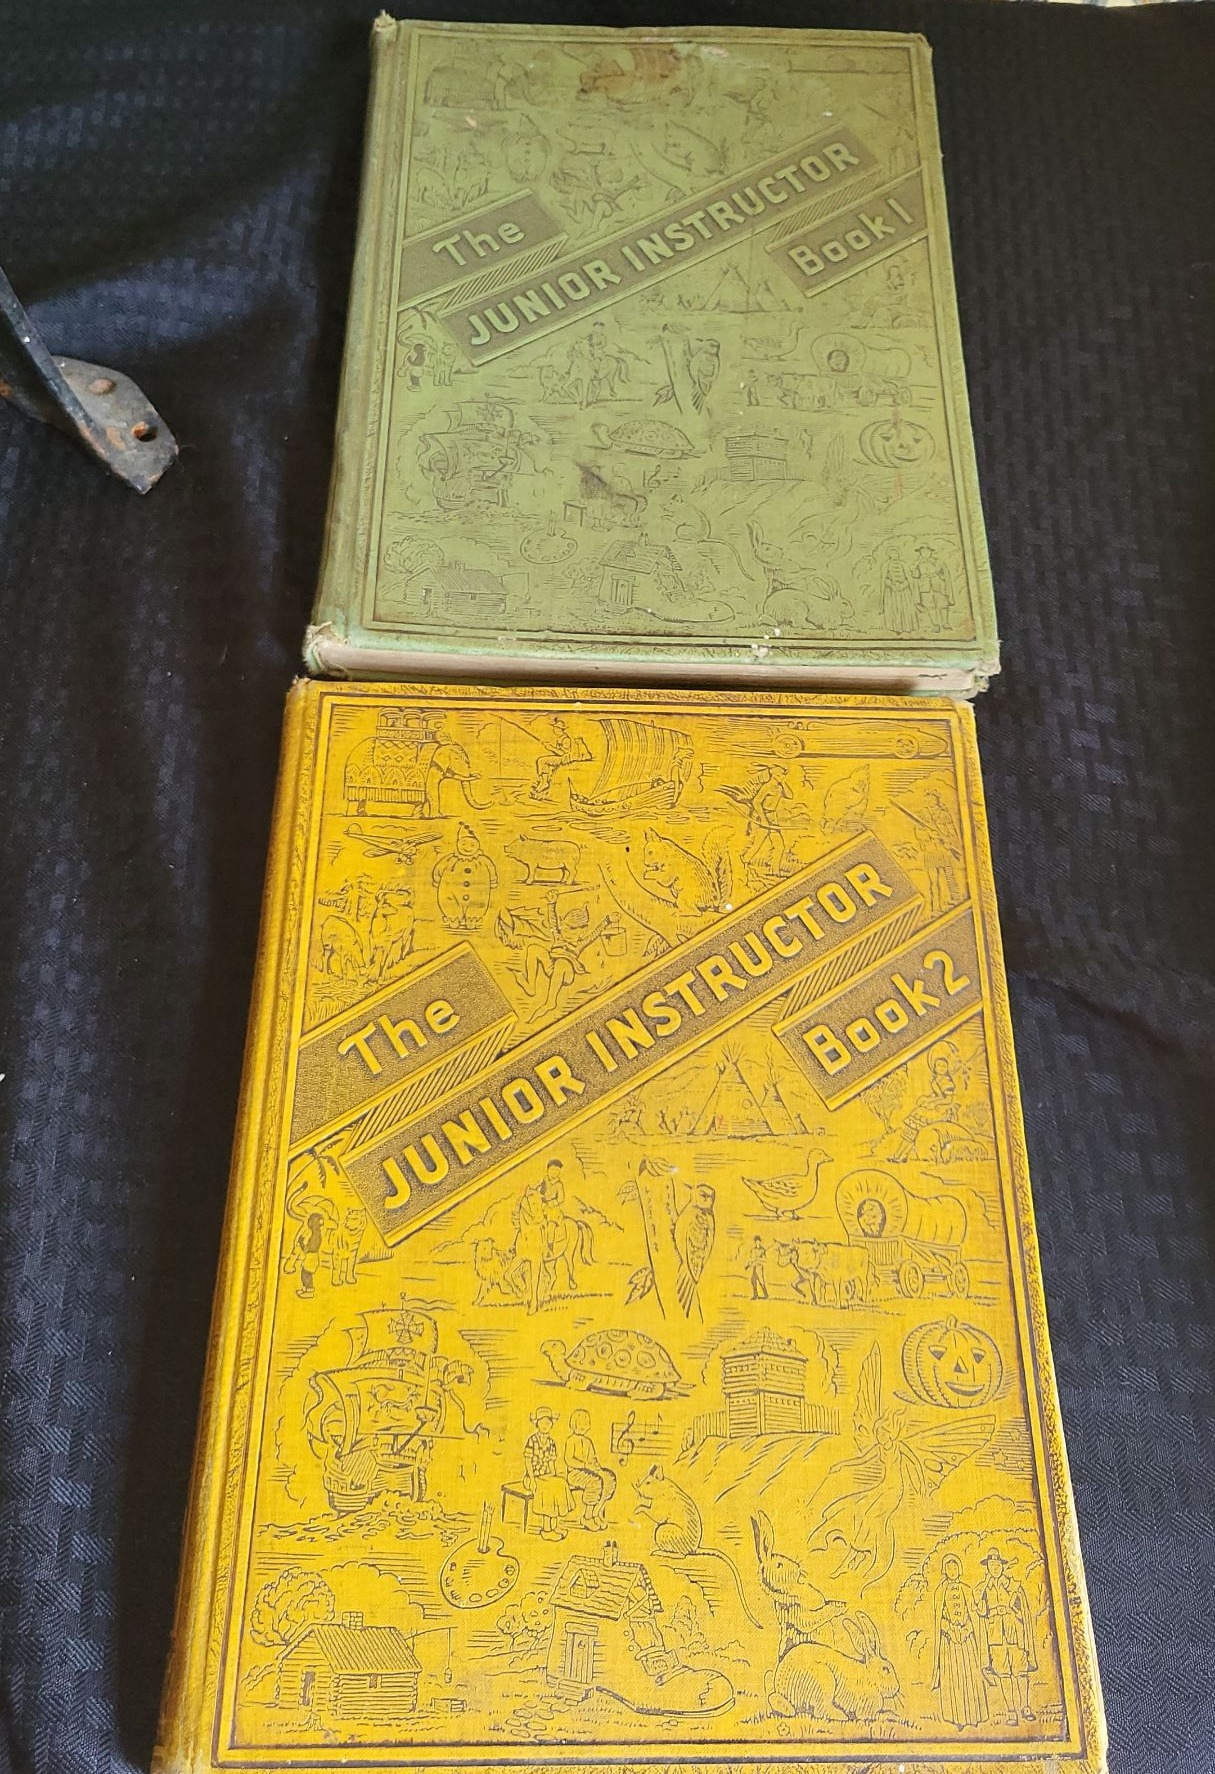 The
JUNIOR INSTRUCTOR
Book 1
The
JUNIOR INSTRUCTOR
Book 2